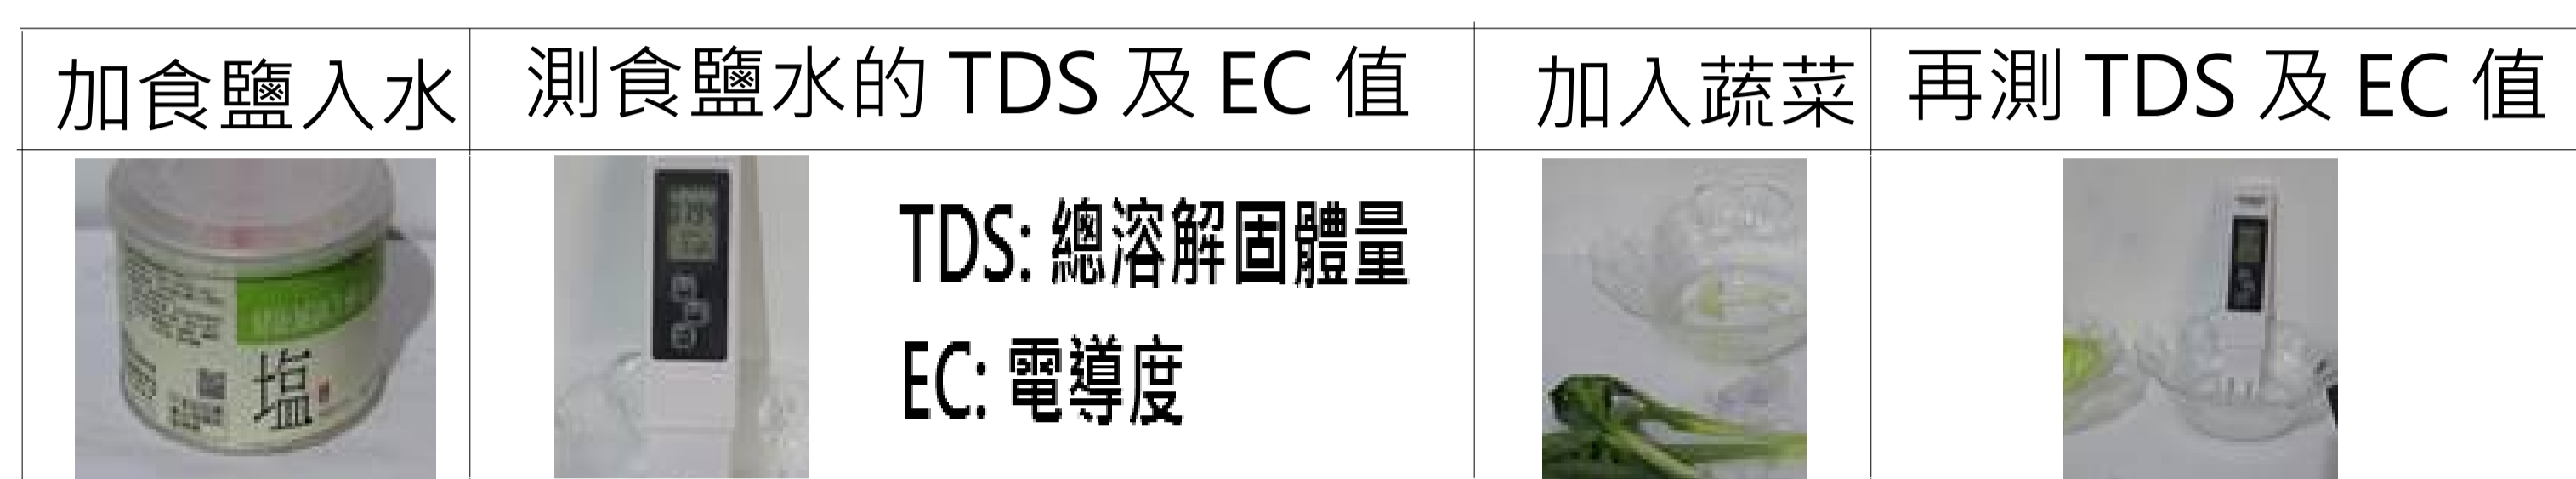 加食鹽入水
測食鹽水的 TDS 及 EC 值
加入蔬菜
再測 TDS 及 EC 值
TDS: 總溶解固體量
EC: 電導度
塩